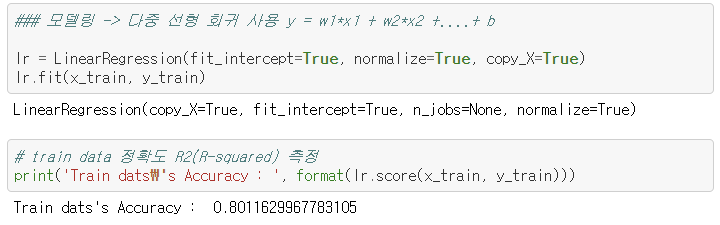 ### 모델링 -> 다중 선형 회귀 사용 y = w1*x1 + w2*x2 +....+ b
lr = LinearRegression(fit_intercept=True, normalize=True, copy_X=True)
lr.fit(x_train, y_train)
LinearRegression(copy_X=True, fit_intercept=True, n_jobs=None, normalize=True)
# train data 정확도 R2(R-squared) 측정
print('Train dats₩'s Accuracy : ', format(lr.score(x_train, y_train)))
Train dats's Accuracy :  0.8011629967783105